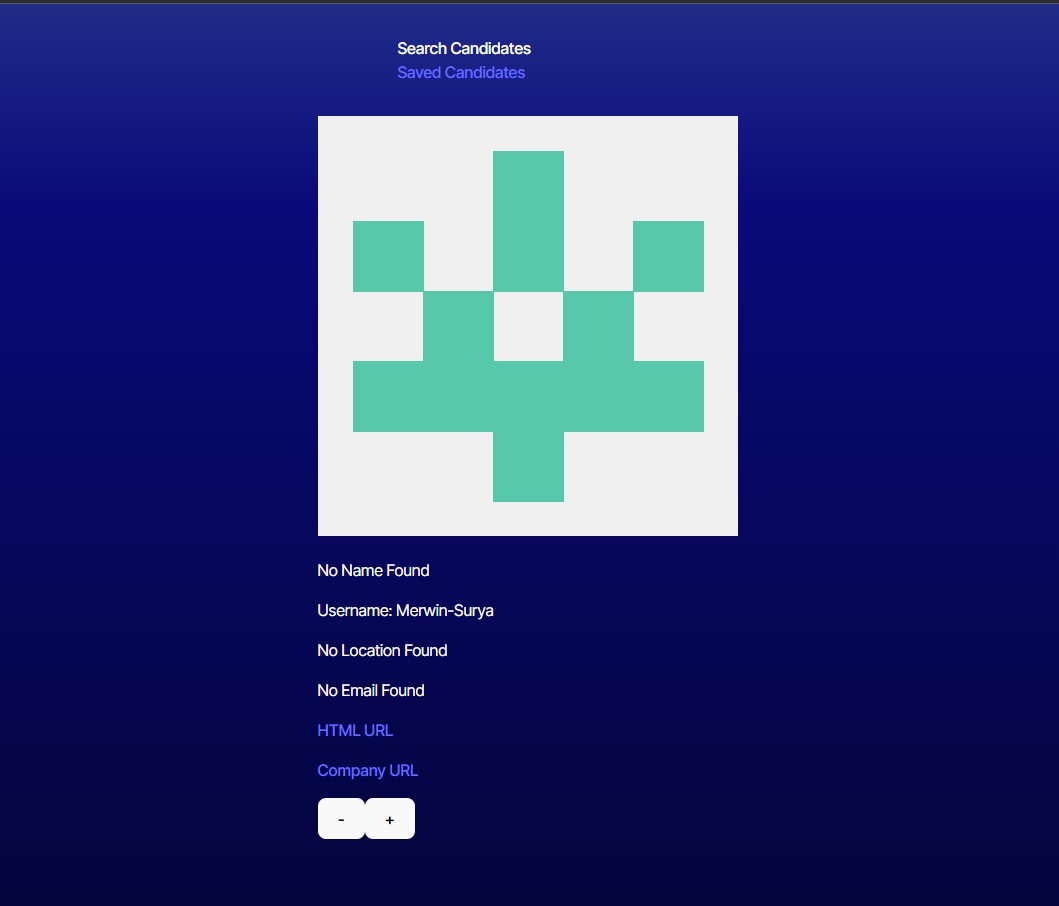 Search Candidates
Saved Candidates
No Name Found
Username: Merwin-Surya
No Location Found
No Email Found
HTML URL
Company URL
- +